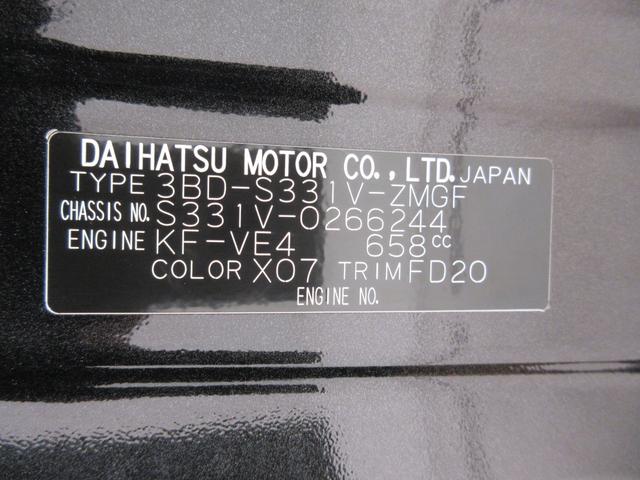 DAIHATSU MOTOR CO.,LTD. JAPAN
TYPE 3BD-S331V-ZMGF
CHASSIS NO. S331V-0266244
ENGINE KF-VE4 658cc
COLOR X07 TRIM FD20
ENGINE NO.